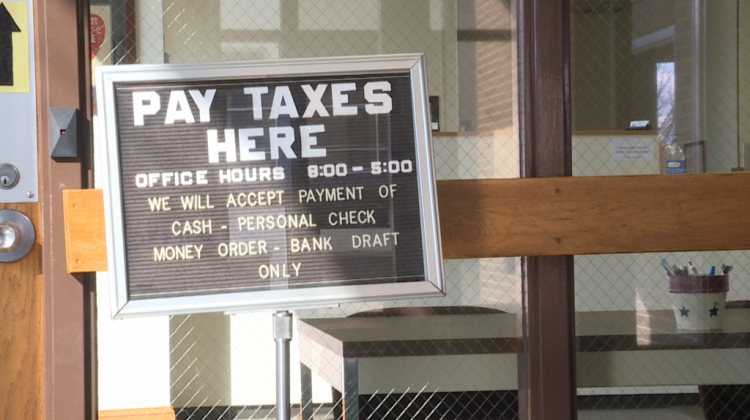 PAY TAXES
HERE
OFFICE HOURS 8:00 - 5:00
WE WILL ACCEPT PAYMENT OF
CASH - PERSONAL CHECK
MONEY ORDER - BANK DRAFT
ONLY